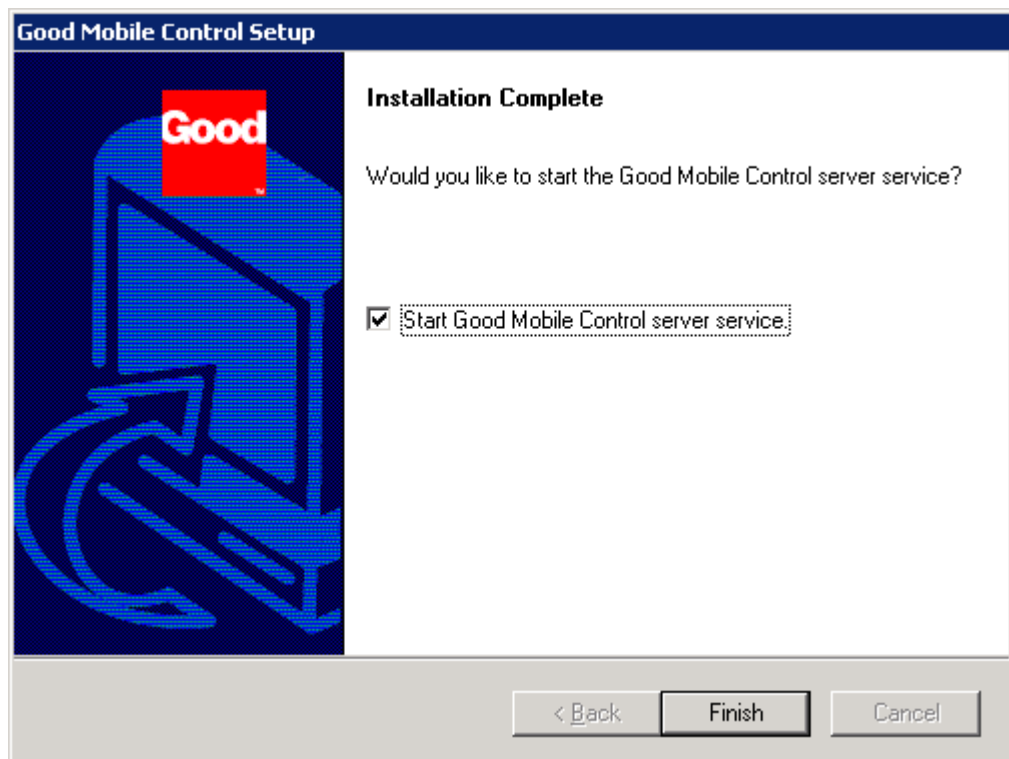 Good Mobile Control Setup
Good
™
Installation Complete
Would you like to start the Good Mobile Control server service?
Start Good Mobile Control server service.
< Back
Finish
Cancel